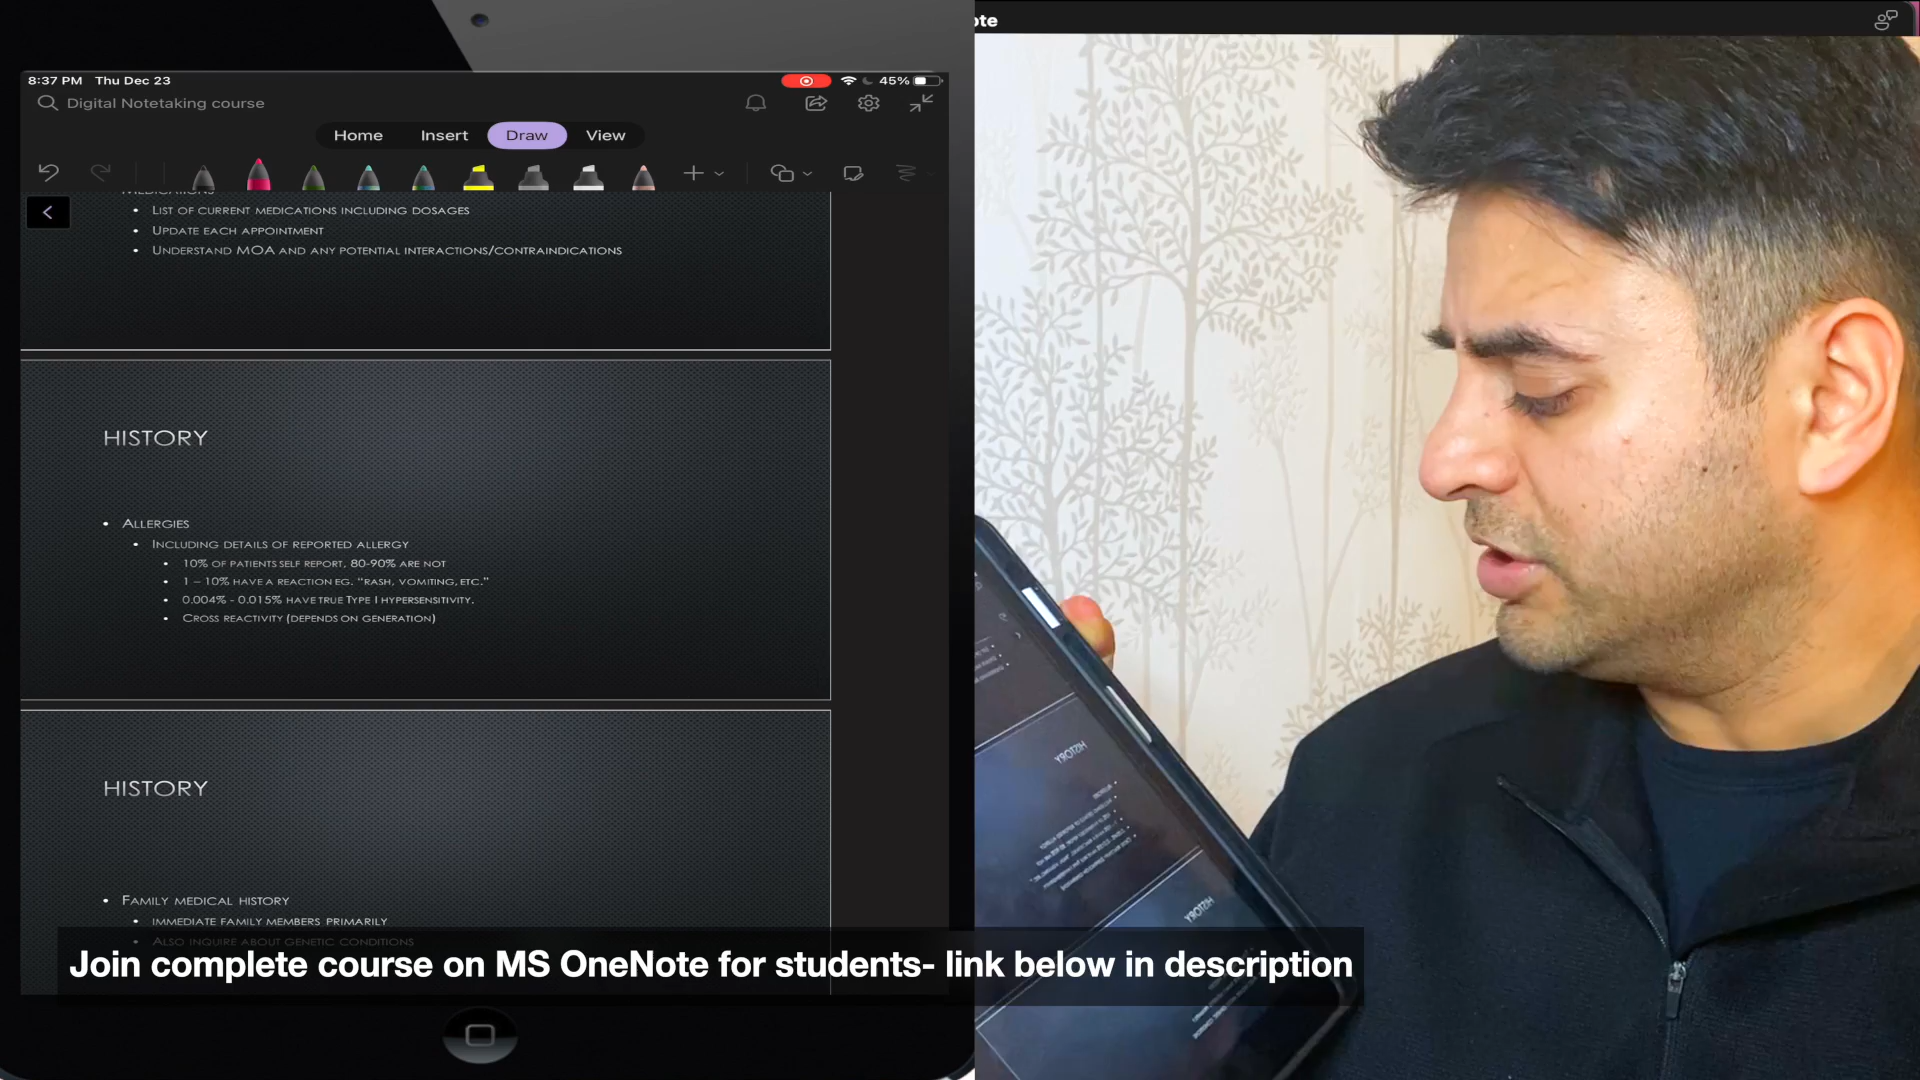 ote
8:37 PM Thu Dec 23
45%
Digital Notetaking course
Home Insert Draw View
MEDICATIONS
• LIST OF CURRENT MEDICATIONS INCLUDING DOSAGES
• UPDATE EACH APPOINTMENT
• UNDERSTAND MOA AND ANY POTENTIAL INTERACTIONS/CONTRAINDICATIONS
HISTORY
• ALLERGIES
• INCLUDING DETAILS OF REPORTED ALLERGY
• 10% OF PATIENTS SELF REPORT, 80-90% ARE NOT
• 1 – 10% HAVE A REACTION EG. “RASH, VOMITING, ETC.”
• 0.004% - 0.015% HAVE TRUE TYPE I HYPERSENSITIVITY.
• CROSS REACTIVITY (DEPENDS ON GENERATION)
HISTORY
• FAMILY MEDICAL HISTORY
• IMMEDIATE FAMILY MEMBERS PRIMARILY
• ALSO INQUIRE ABOUT GENETIC CONDITIONS
Join complete course on MS OneNote for students- link below in description
HISTORY
HISTORY